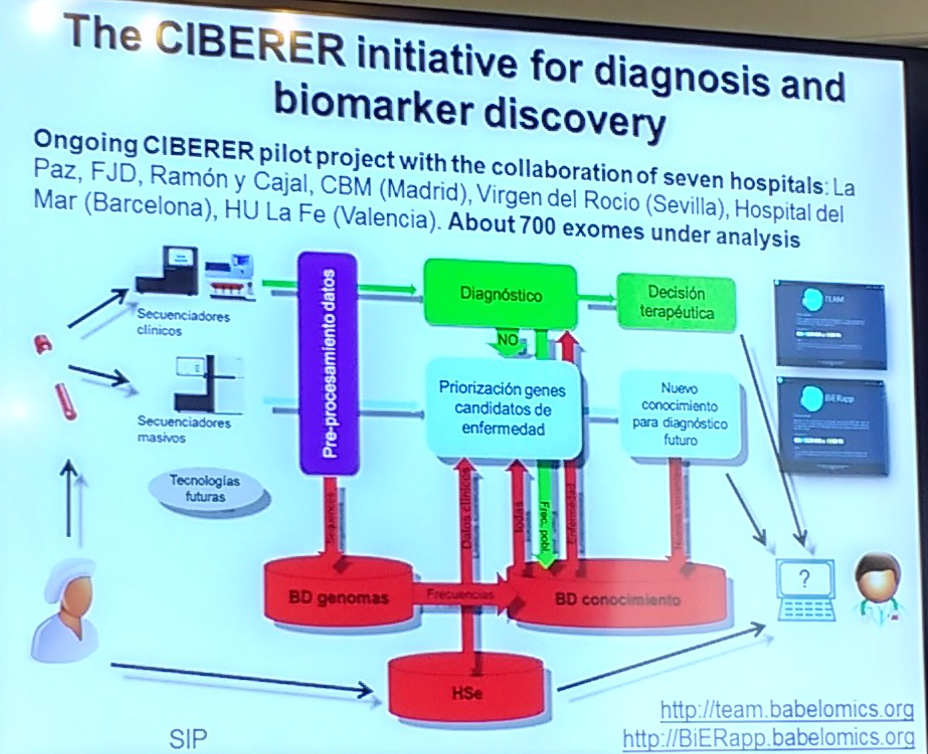 The CIBERER initiative for diagnosis and
biomarker discovery
Ongoing CIBERER pilot project with the collaboration of seven hospitals: La
Paz, FJD, Ramón y Cajal, CBM (Madrid), Virgen del Rocio (Sevilla), Hospital del
Mar (Barcelona), HU La Fe (Valencia). About 700 exomes under analysis
Secuenciadores
clínicos
Secuenciadores
masivos
Tecnologías
futuras
Pre-procesamiento datos
Diagnóstico
Decisión
terapéutica
NO
Priorización genes
candidatos de
enfermedad
Nuevo
conocimiento
para diagnóstico
futuro
TEAM
BiERapp
Secuencias
Datos clínicos
Todas
Frec. pobl
BD genomas
Frecuencias
BD conocimiento
?
HSe
SIP
http://team.babelomics.org
http://BiERapp.babelomics.org